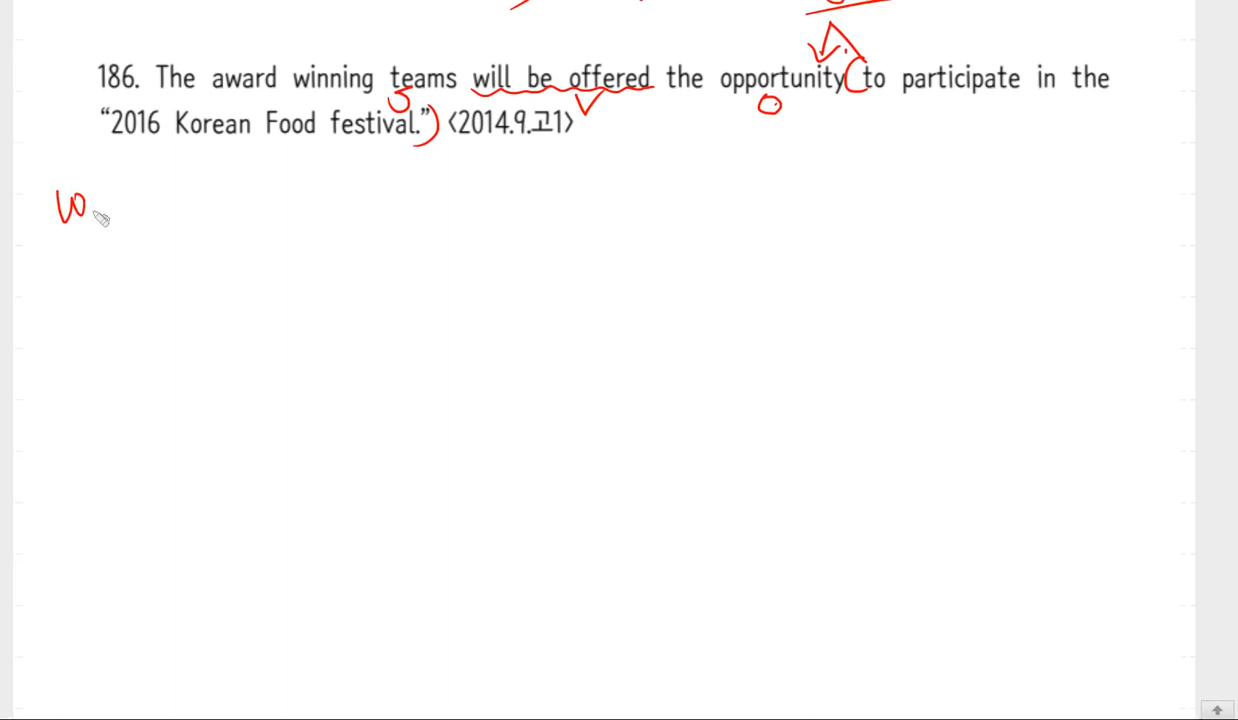 186. The award winning teams will be offered the opportunity to participate in the
S V O
“2016 Korean Food festival.” <2014.9.고1>